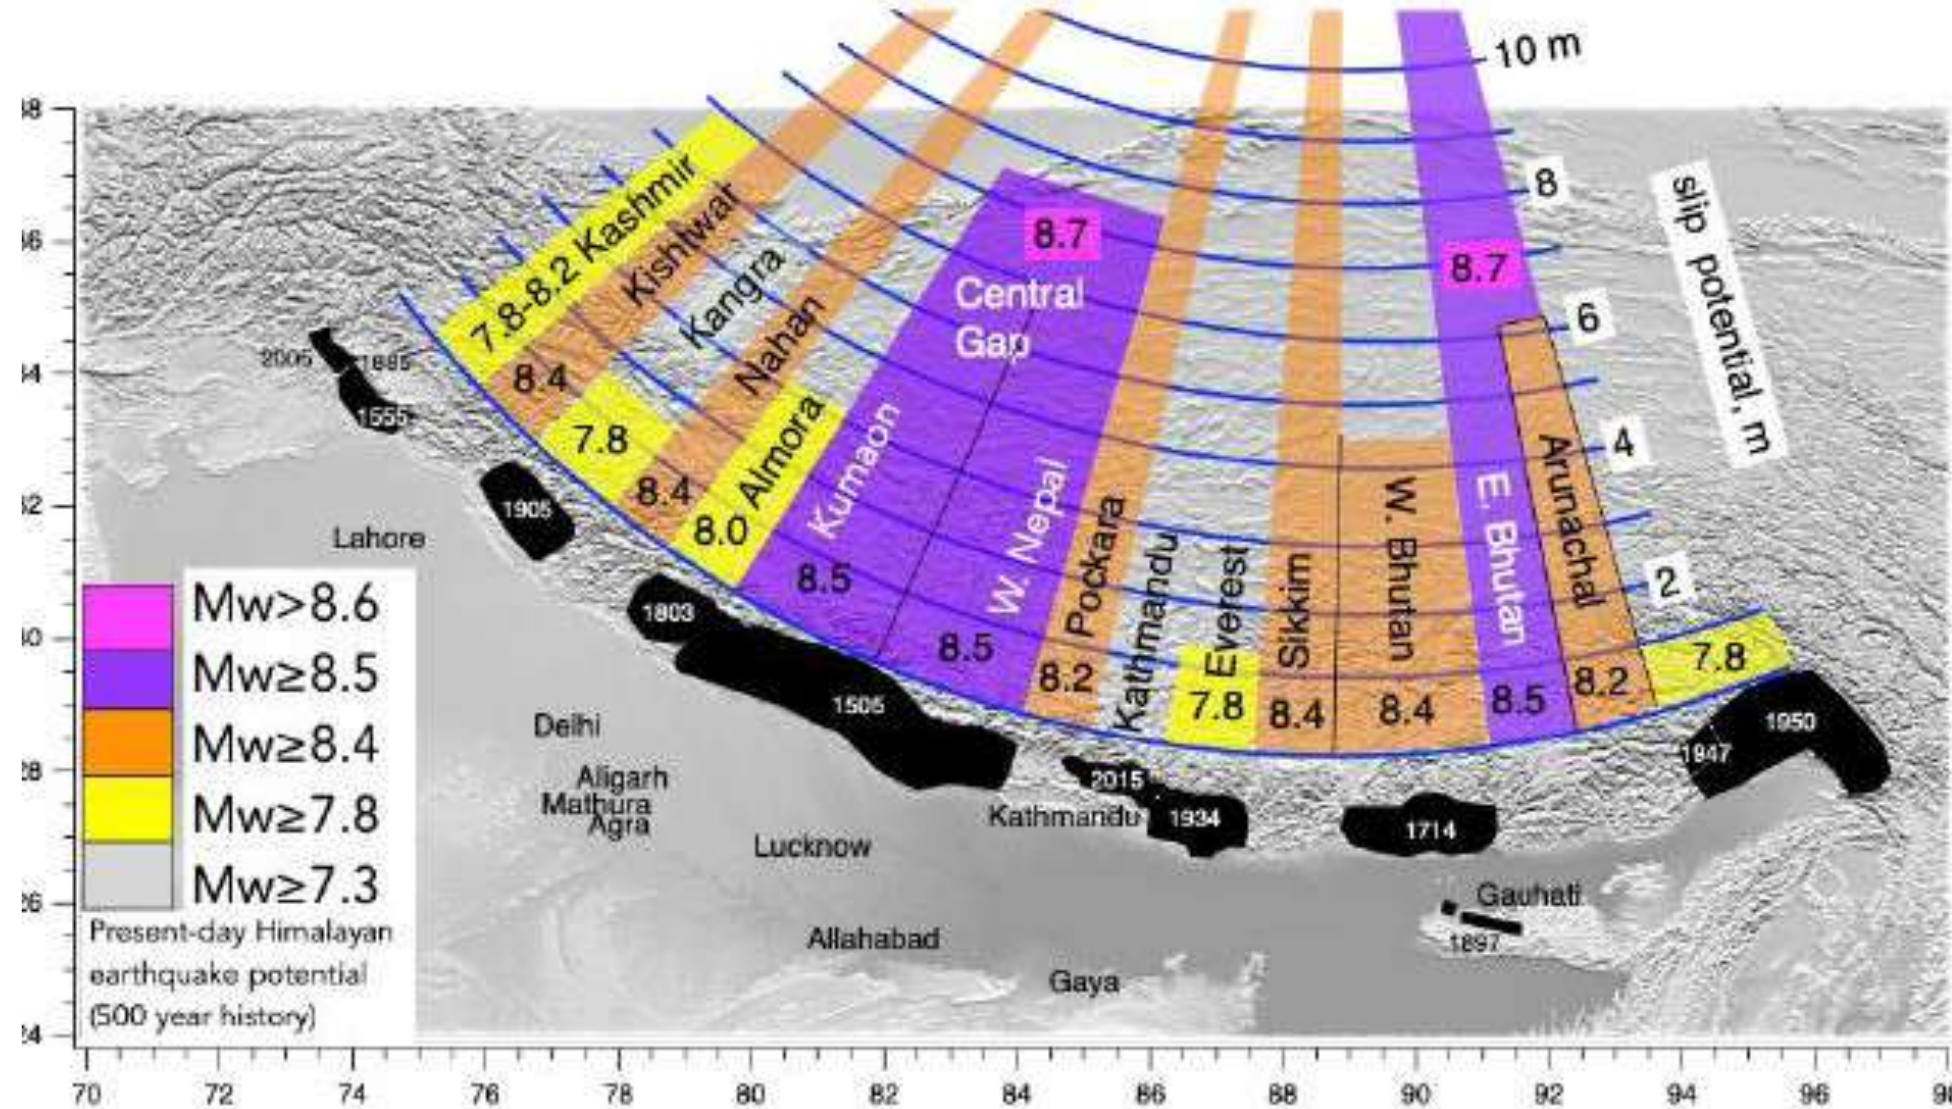 10 m
8
6
4
2
slip potential, m
7.8-8.2 Kashmir
Kishtwar
8.4
Kangra
7.8
Nahan
8.4
Almora
8.0
8.7
Central
Gap
Kumaon
8.5
W. Nepal
8.5
Pockara
8.2
Kathmandu
Everest
7.8
Sikkim
8.4
W. Bhutan
8.4
8.7
E. Bhutan
8.5
Arunachal
8.2
7.8
2005
1885
1555
1905
1803
1505
2015
1934
1714
1897
1947
1950
Lahore
Delhi
Aligarh
Mathura
Agra
Lucknow
Kathmandu
Allahabad
Gaya
Gauhati
Mw>8.6
Mw≥8.5
Mw≥8.4
Mw≥7.8
Mw≥7.3
Present-day Himalayan
earthquake potential
(500 year history)
70 72 74 76 78 80 82 84 86 88 90 92 94 96